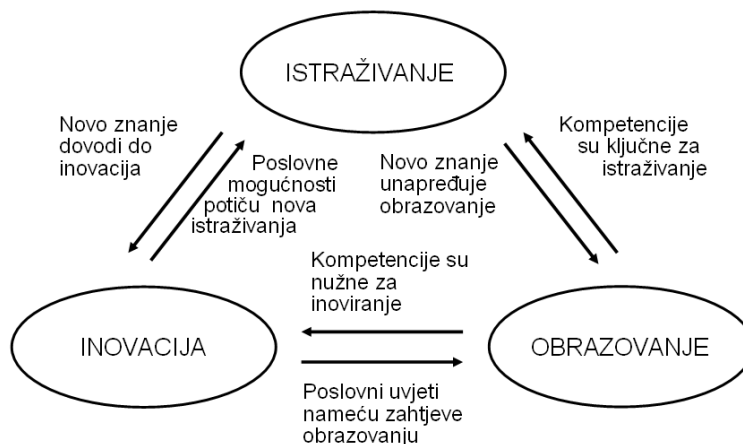 ISTRAŽIVANJE
Novo znanje
dovodi do
inovacija
Poslovne
mogućnosti
potiču nova
istraživanja
Novo znanje
unapređuje
obrazovanje
Kompetencije
su ključne za
istraživanje
Kompetencije su
nužne za
inoviranje
INOVACIJA
OBRAZOVANJE
Poslovni uvjeti
nameću zahtjeve
obrazovanju